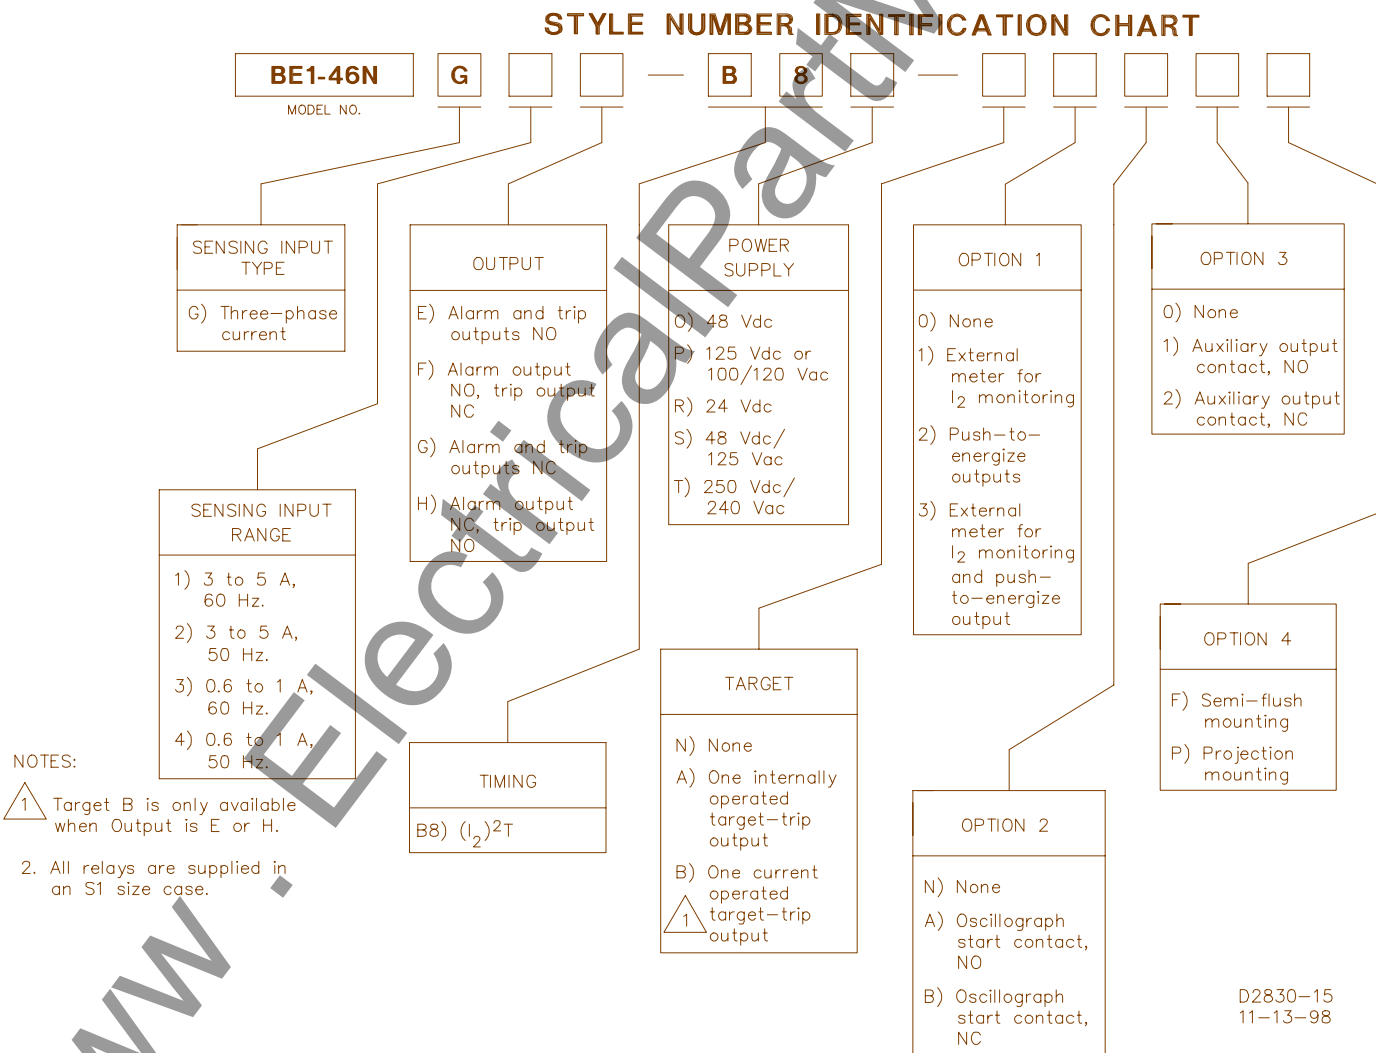 STYLE NUMBER IDENTIFICATION CHART
BE1-46N G — B 8 —
MODEL NO.
SENSING INPUT
TYPE
G) Three-phase
current
OUTPUT
E) Alarm and trip
outputs NO
F) Alarm output
NO, trip output
NC
G) Alarm and trip
outputs NC
H) Alarm output
NC, trip output
NO
POWER
SUPPLY
O) 48 Vdc
P) 125 Vdc or
100/120 Vac
R) 24 Vdc
S) 48 Vdc/
125 Vac
T) 250 Vdc/
240 Vac
OPTION 1
0) None
1) External
meter for
I2 monitoring
2) Push-to-
energize
outputs
3) External
meter for
I2 monitoring
and push-
to-energize
output
OPTION 3
0) None
1) Auxiliary output
contact, NO
2) Auxiliary output
contact, NC
SENSING INPUT
RANGE
1) 3 to 5 A,
60 Hz.
2) 3 to 5 A,
50 Hz.
3) 0.6 to 1 A,
60 Hz.
4) 0.6 to 1 A,
50 Hz.
TIMING
B8) (I2)²T
TARGET
N) None
A) One internally
operated
target-trip
output
B) One current
operated
1 target-trip
output
OPTION 2
N) None
A) Oscillograph
start contact,
NO
B) Oscillograph
start contact,
NC
OPTION 4
F) Semi-flush
mounting
P) Projection
mounting
NOTES:
1 Target B is only available
when Output is E or H.
2. All relays are supplied in
an S1 size case.
D2830-15
11-13-98
ww . ElectricalPartM